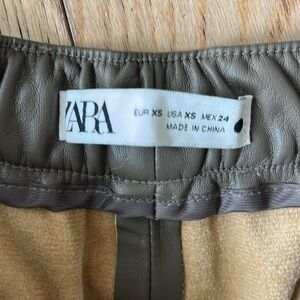 ZARA
EUR XS USA XS MEX 24
MADE IN CHINA